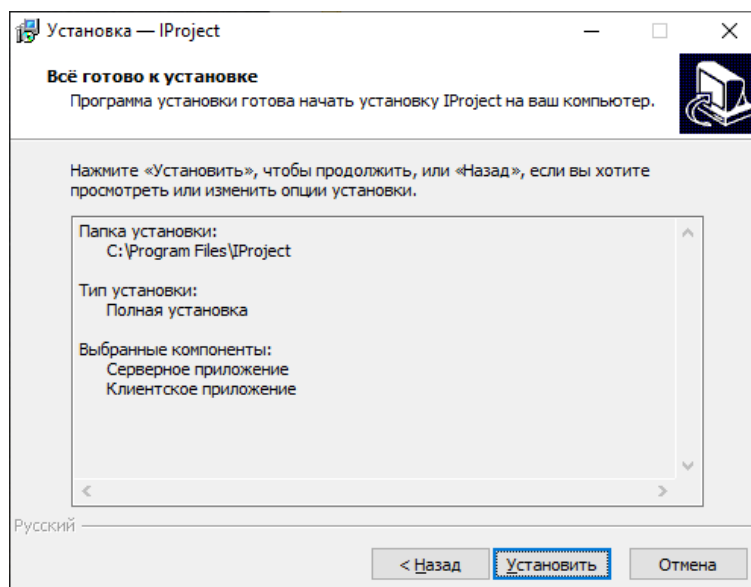 Установка — IProject
Всё готово к установке
Программа установки готова начать установку IProject на ваш компьютер.
Нажмите «Установить», чтобы продолжить, или «Назад», если вы хотите
просмотреть или изменить опции установки.
Папка установки:
C:\Program Files\IProject
Тип установки:
Полная установка
Выбранные компоненты:
Серверное приложение
Клиентское приложение
Русский
< Назад
Установить
Отмена